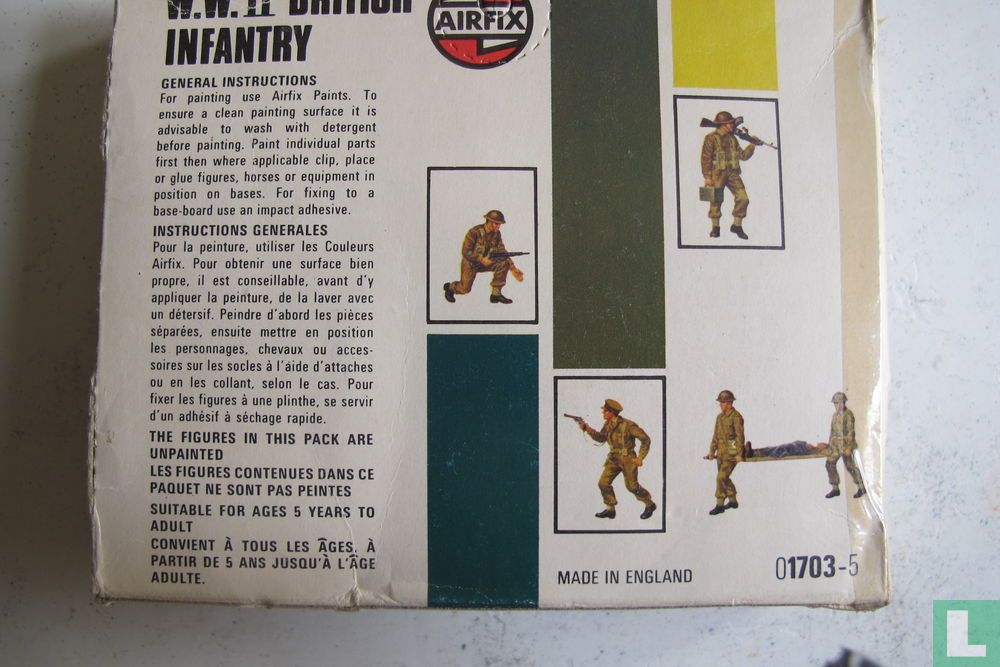 W.W.II BRITISH
INFANTRY
AIRFIX
GENERAL INSTRUCTIONS
For painting use Airfix Paints. To
ensure a clean painting surface it is
advisable to wash with detergent
before painting. Paint individual parts
first then where applicable clip, place
or glue figures, horses or equipment in
position on bases. For fixing to a
base-board use an impact adhesive.
INSTRUCTIONS GENERALES
Pour la peinture, utiliser les Couleurs
Airfix. Pour obtenir une surface bien
propre, il est conseillable, avant d'y
appliquer la peinture, de la laver avec
un détersif. Peindre d'abord les pièces
séparées, ensuite mettre en position
les personnages, chevaux ou acces-
soires sur les socles à l'aide d'attaches
ou en les collant, selon le cas. Pour
fixer les figures à une plinthe, se servir
d'un adhésif à séchage rapide.
THE FIGURES IN THIS PACK ARE
UNPAINTED
LES FIGURES CONTENUES DANS CE
PAQUET NE SONT PAS PEINTES
SUITABLE FOR AGES 5 YEARS TO
ADULT
CONVIENT À TOUS LES ÂGES, À
PARTIR DE 5 ANS JUSQU'À L'ÂGE
ADULTE.
MADE IN ENGLAND
01703-5
L